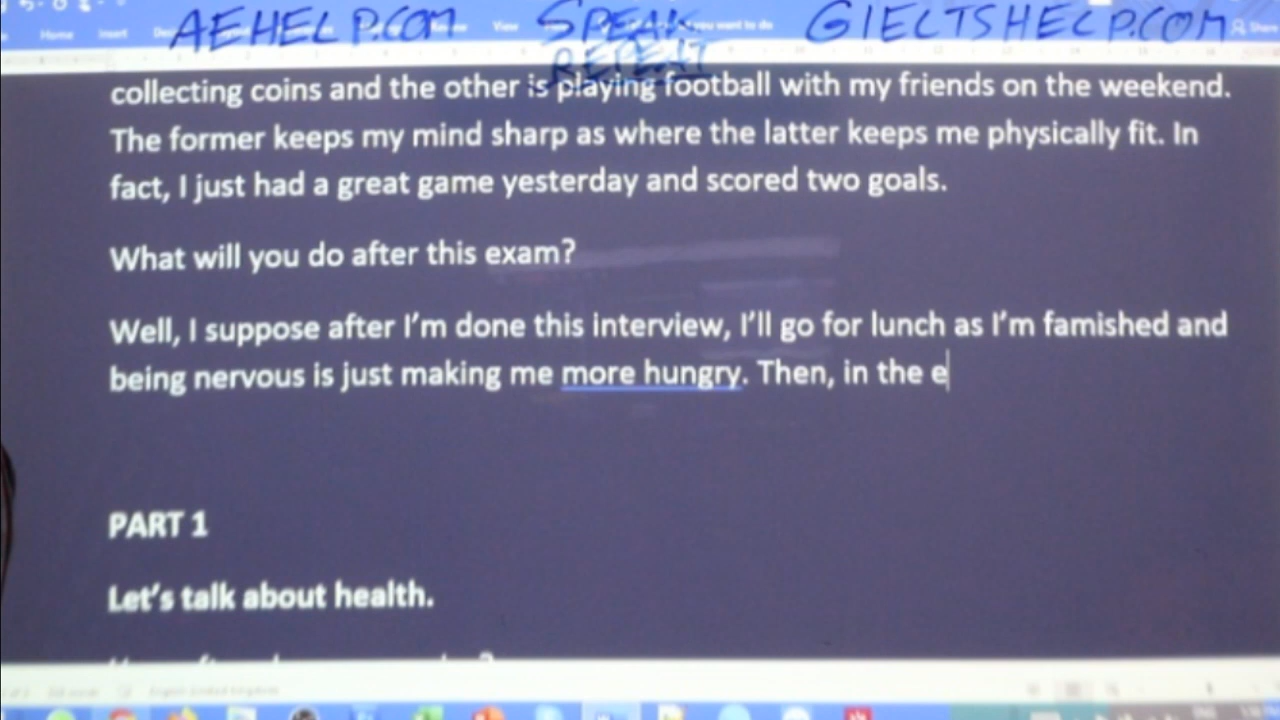 AEHELP.COM SPEAK GIELTSHELP.COM
REPEAT
Home Insert View
collecting coins and the other is playing football with my friends on the weekend.
The former keeps my mind sharp as where the latter keeps me physically fit. In
fact, I just had a great game yesterday and scored two goals.
What will you do after this exam?
Well, I suppose after I'm done this interview, I'll go for lunch as I'm famished and
being nervous is just making me more hungry. Then, in the e
PART 1
Let's talk about health.